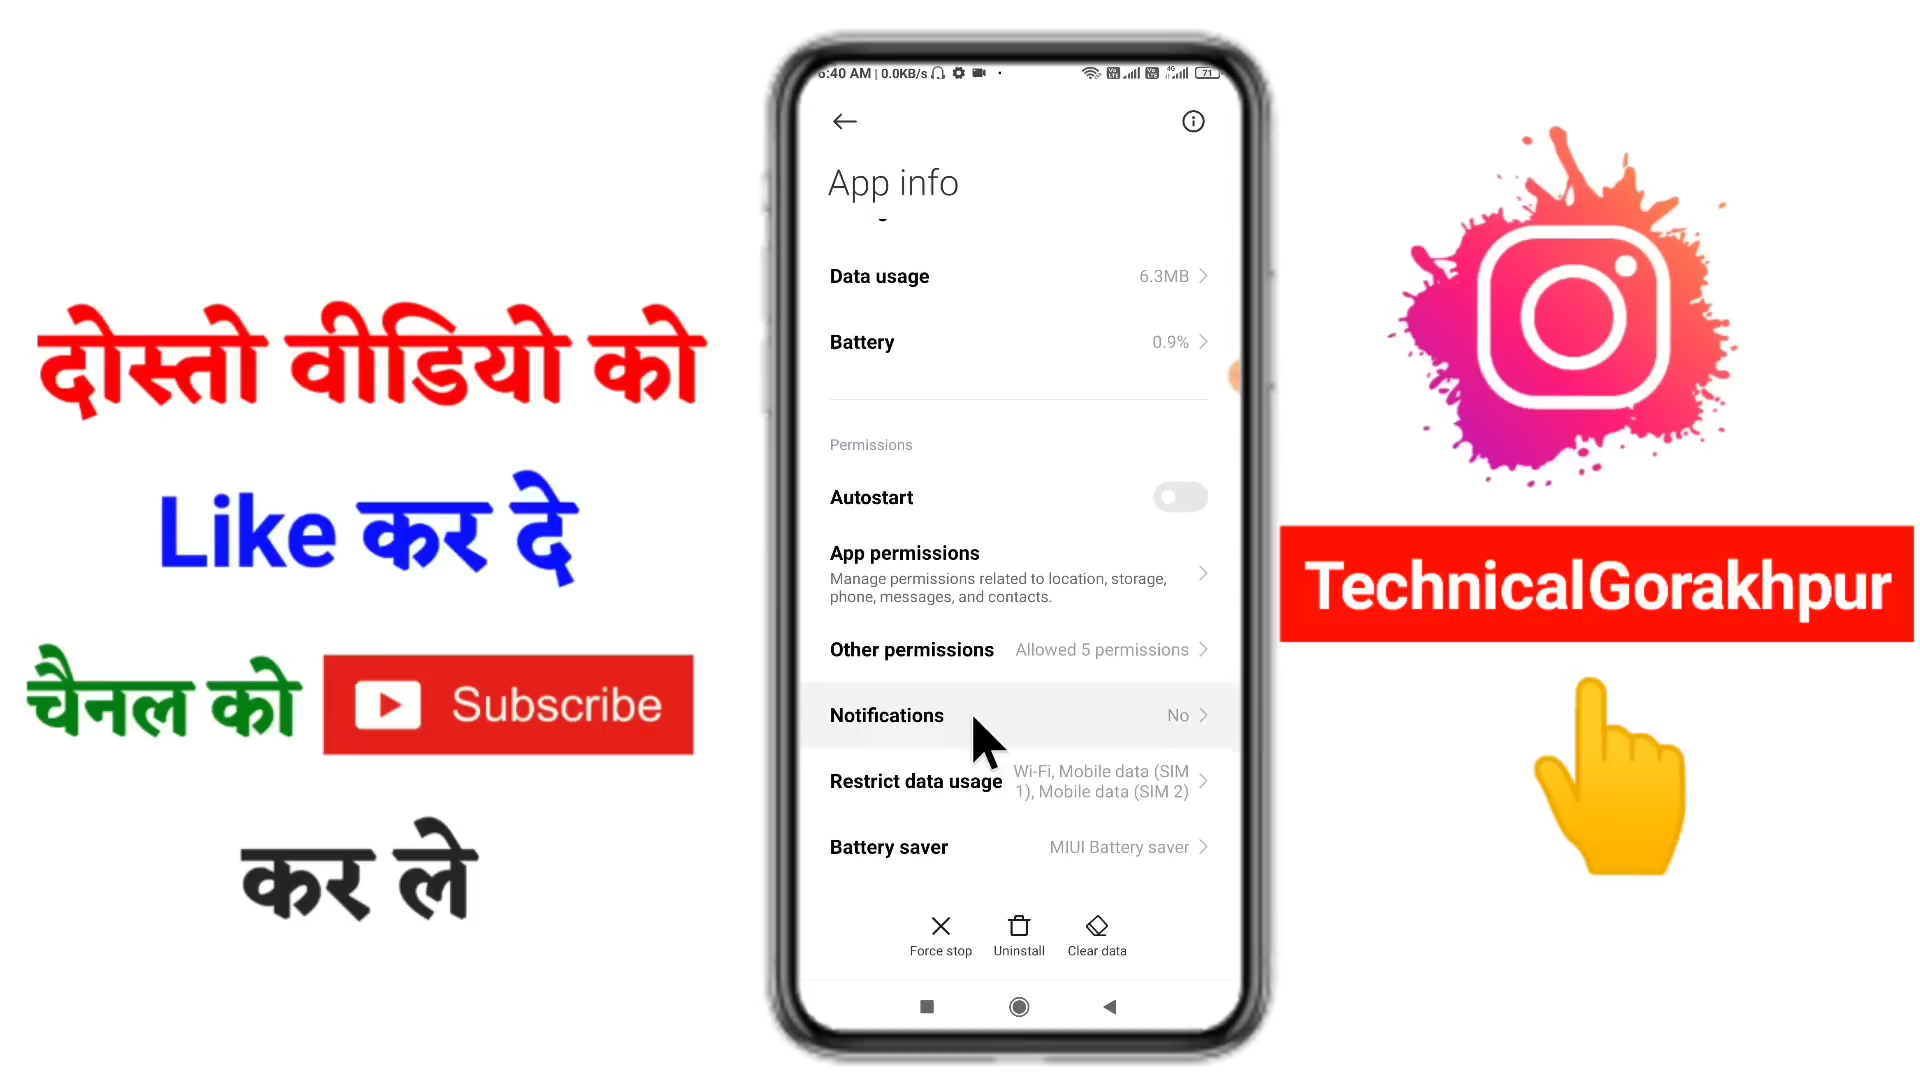 दोस्तो वीडियो को
Like कर दे
चैनल को Subscribe
कर ले
6:40 AM | 0.0KB/s
71
App info
Data usage 6.3MB
Battery 0.9%
Permissions
Autostart
App permissions
Manage permissions related to location, storage,
phone, messages, and contacts.
Other permissions Allowed 5 permissions
Notifications No
Restrict data usage Wi-Fi, Mobile data (SIM
1), Mobile data (SIM 2)
Battery saver MIUI Battery saver
Force stop Uninstall Clear data
TechnicalGorakhpur